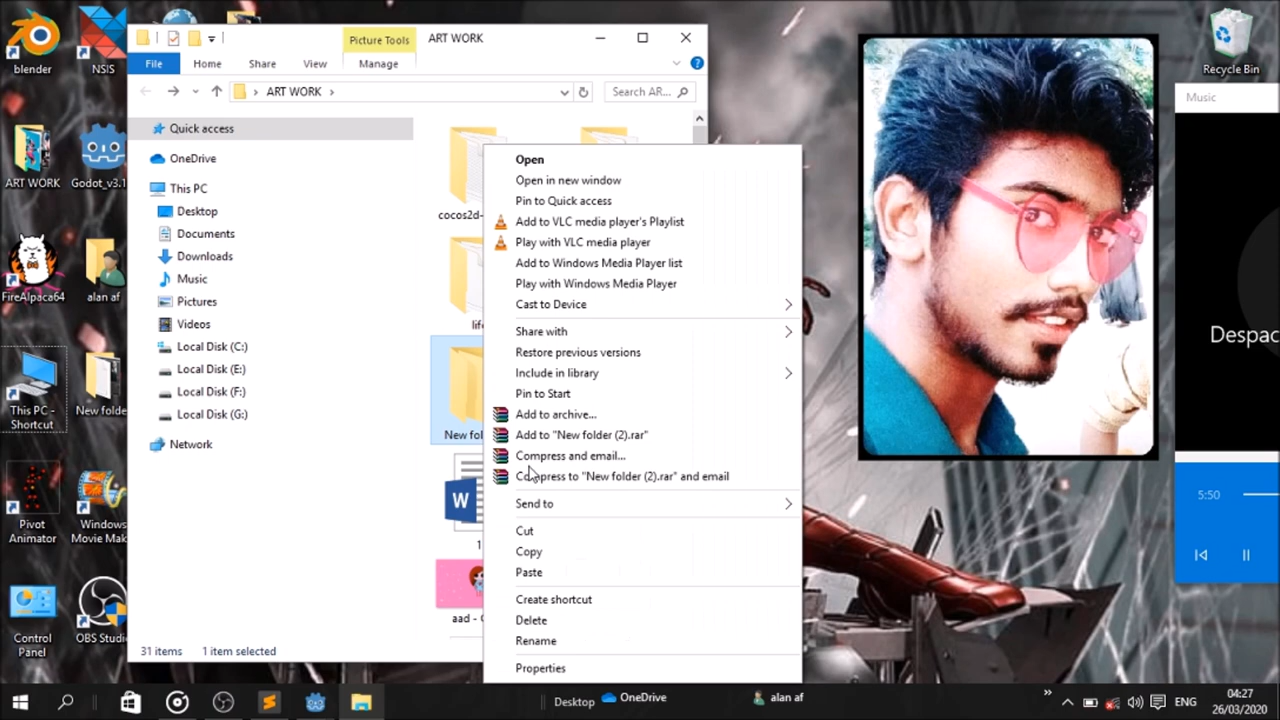 blender
NSIS
ART WORK
Godot_v3.1
FireAlpaca64
alan af
This PC -
Shortcut
New folde
Pivot
Animator
Windows
Movie Mak
Control
Panel
OBS Studi
Picture Tools
ART WORK
File
Home
Share
View
Manage
ART WORK
Search AR...
Quick access
OneDrive
This PC
Desktop
Documents
Downloads
Music
Pictures
Videos
Local Disk (C:)
Local Disk (E:)
Local Disk (F:)
Local Disk (G:)
Network
cocos2d-
life
New fol
W
1
aad - C
31 items
1 item selected
Open
Open in new window
Pin to Quick access
Add to VLC media player's Playlist
Play with VLC media player
Add to Windows Media Player list
Play with Windows Media Player
Cast to Device
Share with
Restore previous versions
Include in library
Pin to Start
Add to archive...
Add to "New folder (2).rar"
Compress and email...
Compress to "New folder (2).rar" and email
Send to
Cut
Copy
Paste
Create shortcut
Delete
Rename
Properties
Recycle Bin
Music
Despac
5:50
Desktop
OneDrive
alan af
»
ENG
04:27
26/03/2020